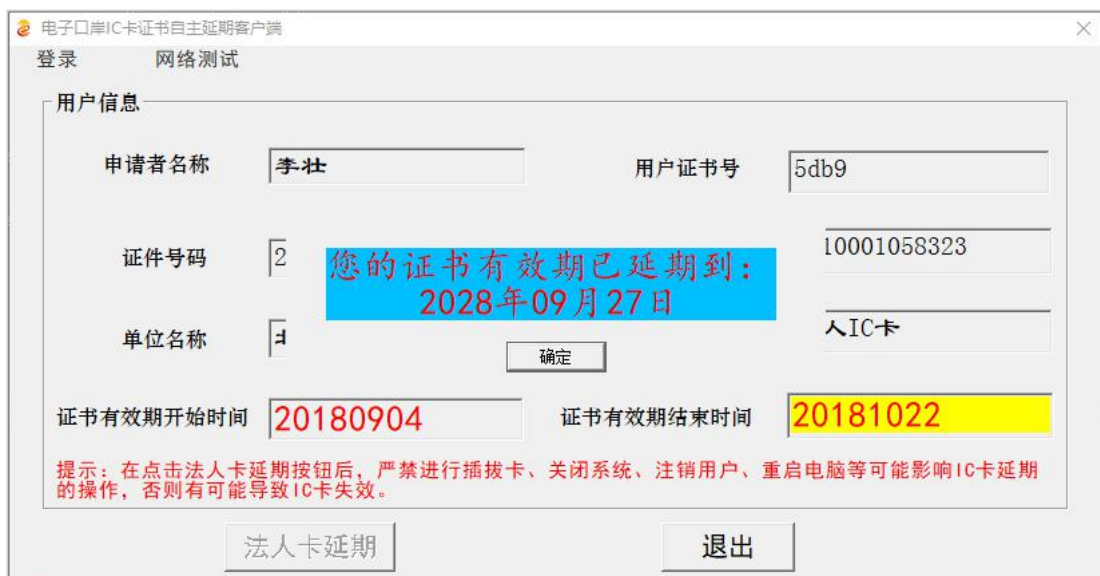 电子口岸IC卡证书自主延期客户端
登录 网络测试
用户信息
申请者名称 李壮 用户证书号 5db9
证件号码 2 10001058323
您的证书有效期已延期到:
2028年09月27日
单位名称 人IC卡
确定
证书有效期开始时间 20180904 证书有效期结束时间 20181022
提示:在点击法人卡延期按钮后,严禁进行插拔卡、关闭系统、注销用户、重启电脑等可能影响IC卡延期
的操作,否则有可能导致IC卡失效。
法人卡延期 退出